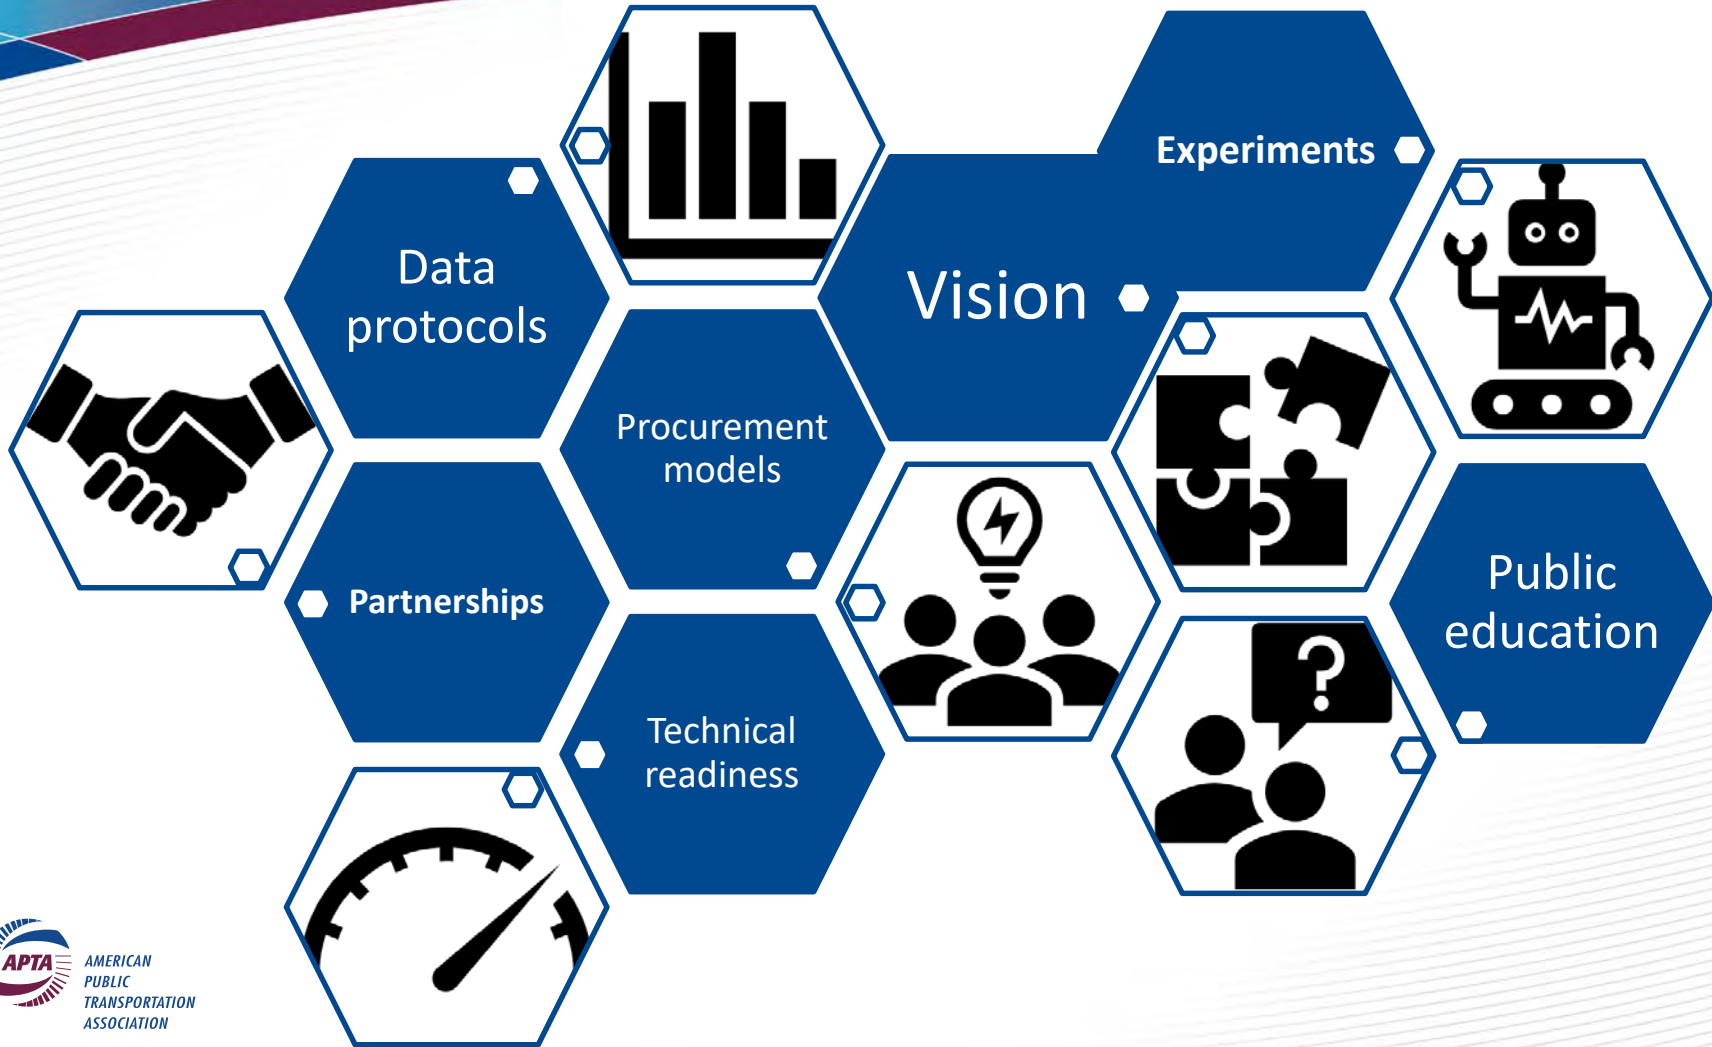 Experiments
Data
protocols
Vision
Procurement
models
Partnerships
Public
education
Technical
readiness
?
APTA
AMERICAN
PUBLIC
TRANSPORTATION
ASSOCIATION